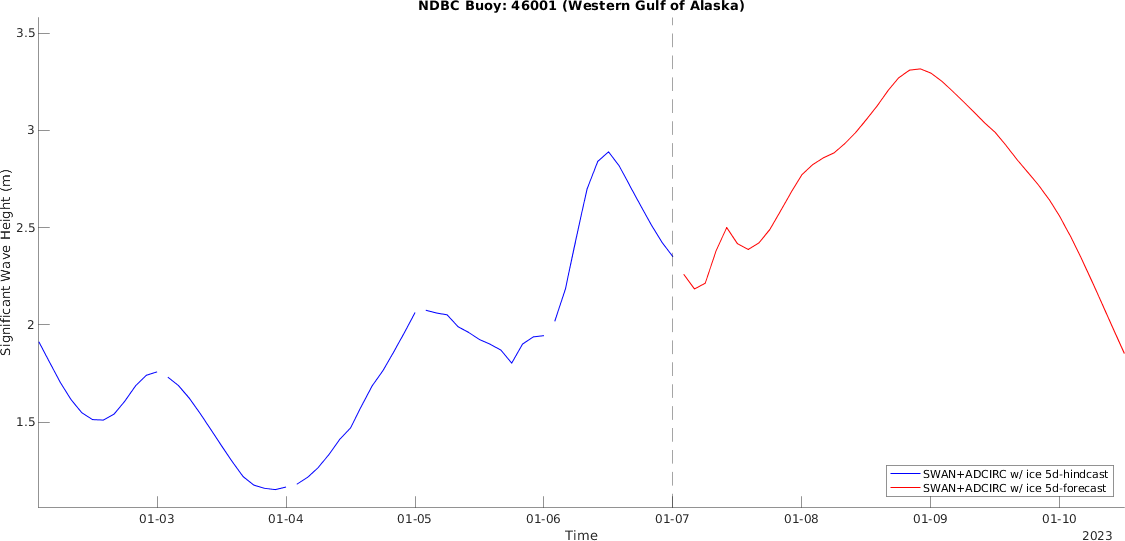 NDBC Buoy: 46001 (Western Gulf of Alaska)
Significant Wave Height (m)
3.5
3
2.5
2
1.5
01-03 01-04 01-05 01-06 01-07 01-08 01-09 01-10
Time
2023
SWAN+ADCIRC w/ ice 5d-hindcast
SWAN+ADCIRC w/ ice 5d-forecast